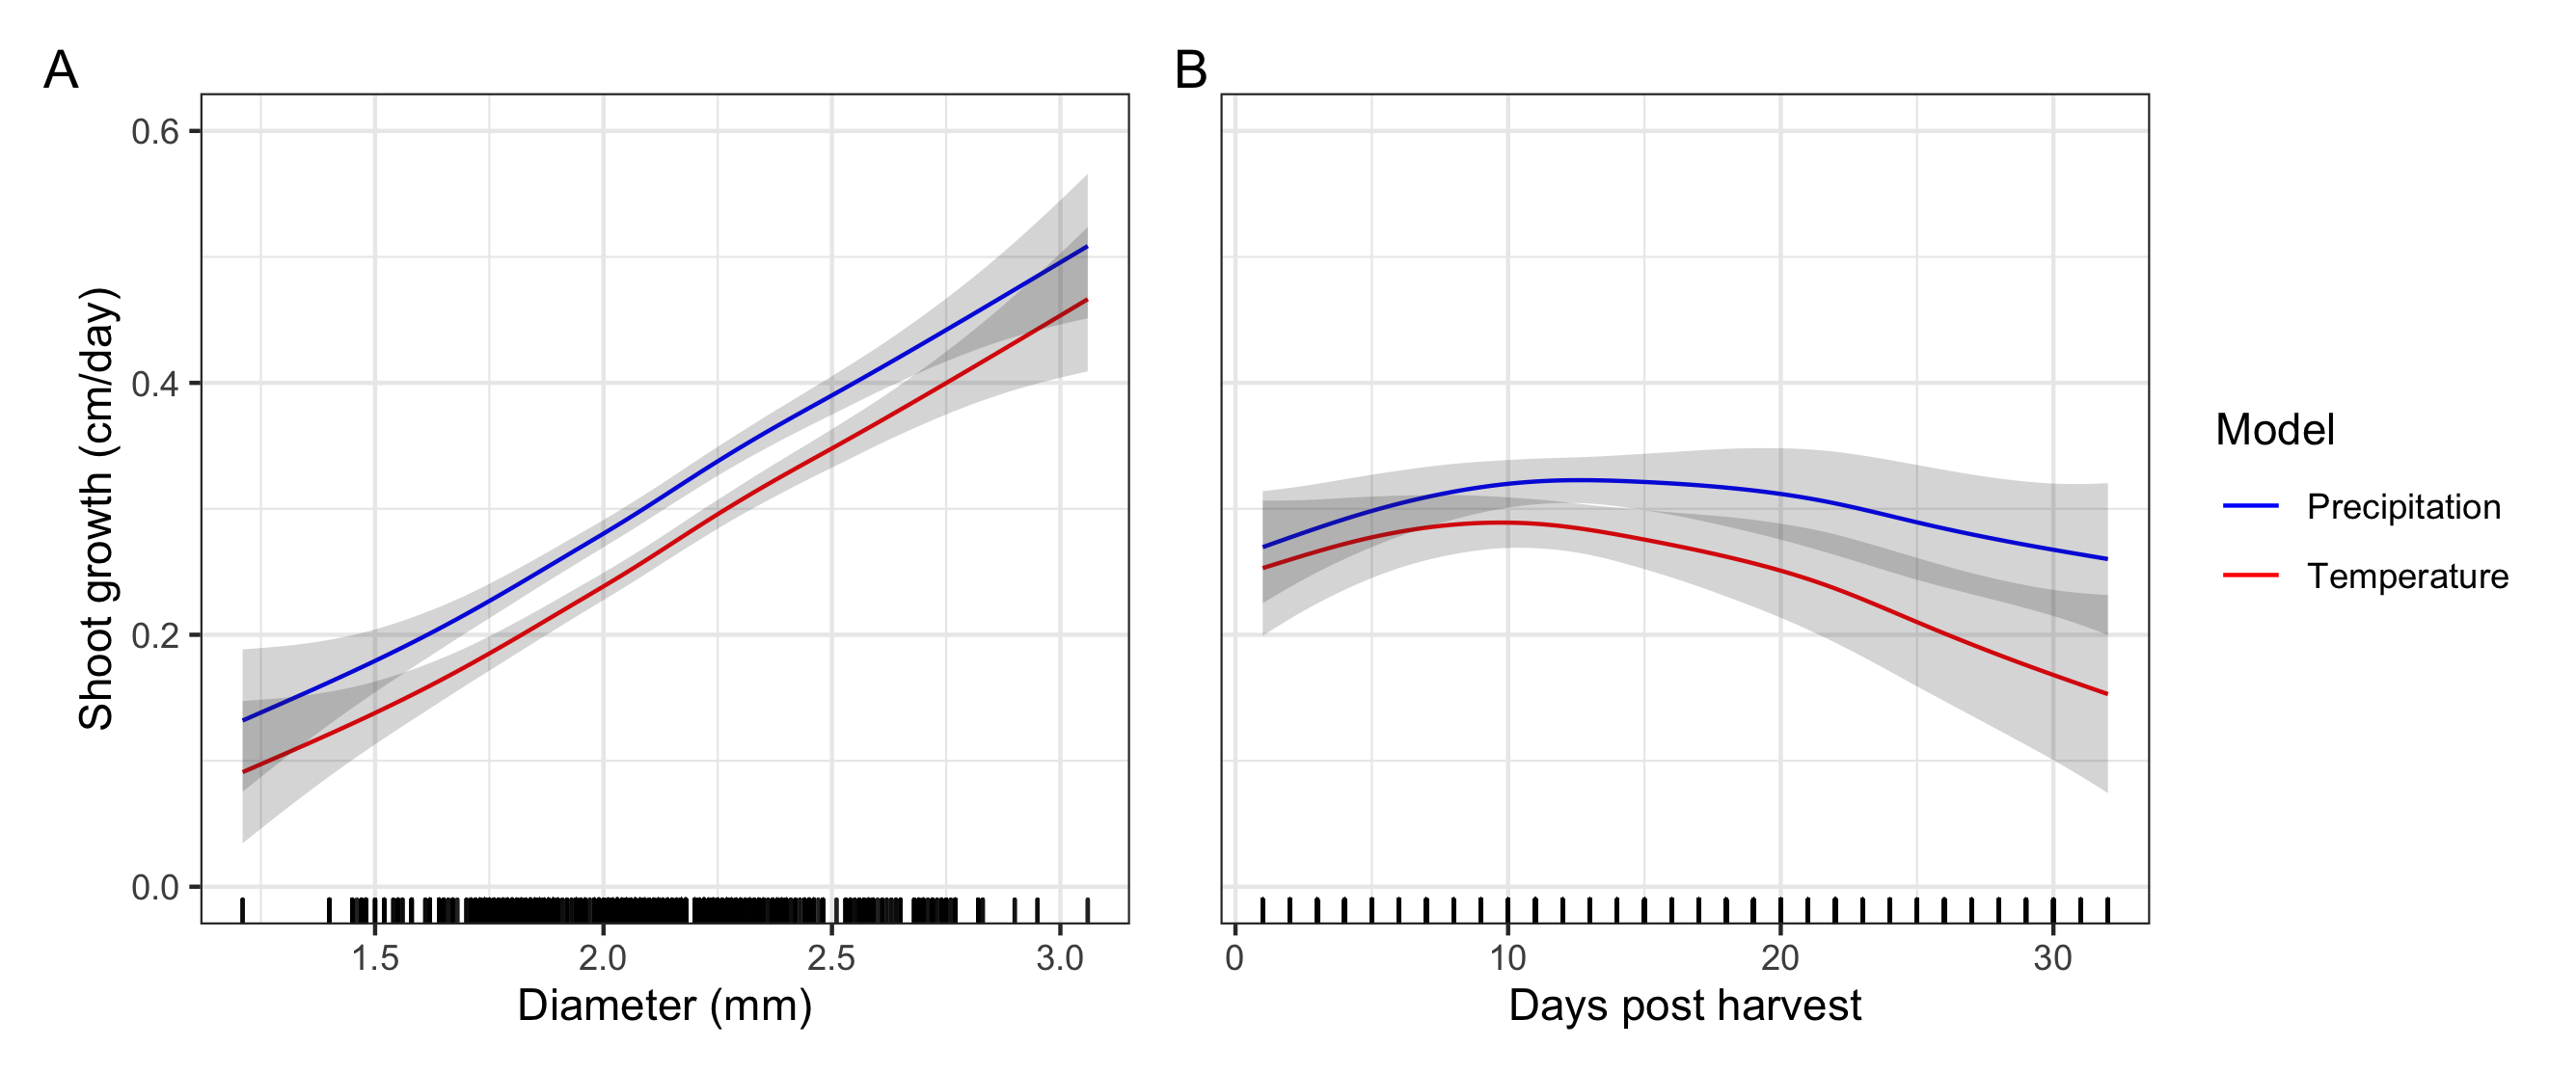 A
B
Shoot growth (cm/day)
0.6
0.4
0.2
0.0
1.5 2.0 2.5 3.0
Diameter (mm)
0 10 20 30
Days post harvest
Model
Precipitation
Temperature